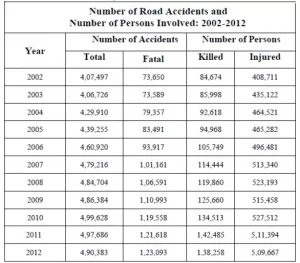 Number of Road Accidents and
Number of Persons Involved: 2002-2012
Year Number of Accidents Number of Persons
Total Fatal Killed Injured
2002 4,07,497 73,650 84,674 408,711
2003 4,06,726 73,589 85,998 435,122
2004 4,29,910 79,357 92,618 464,521
2005 4,39,255 83,491 94,968 465,282
2006 4,60,920 93,917 105,749 496,481
2007 4,79,216 1,01,161 114,444 513,340
2008 4,84,704 1,06,591 119,860 523,193
2009 4,86,384 1,10,993 125,660 515,458
2010 4,99,628 1,19,558 134,513 527,512
2011 4,97,686 1,21,618 1,42,485 5,11,394
2012 4,90,383 1,23,093 1,38,258 5,09,667